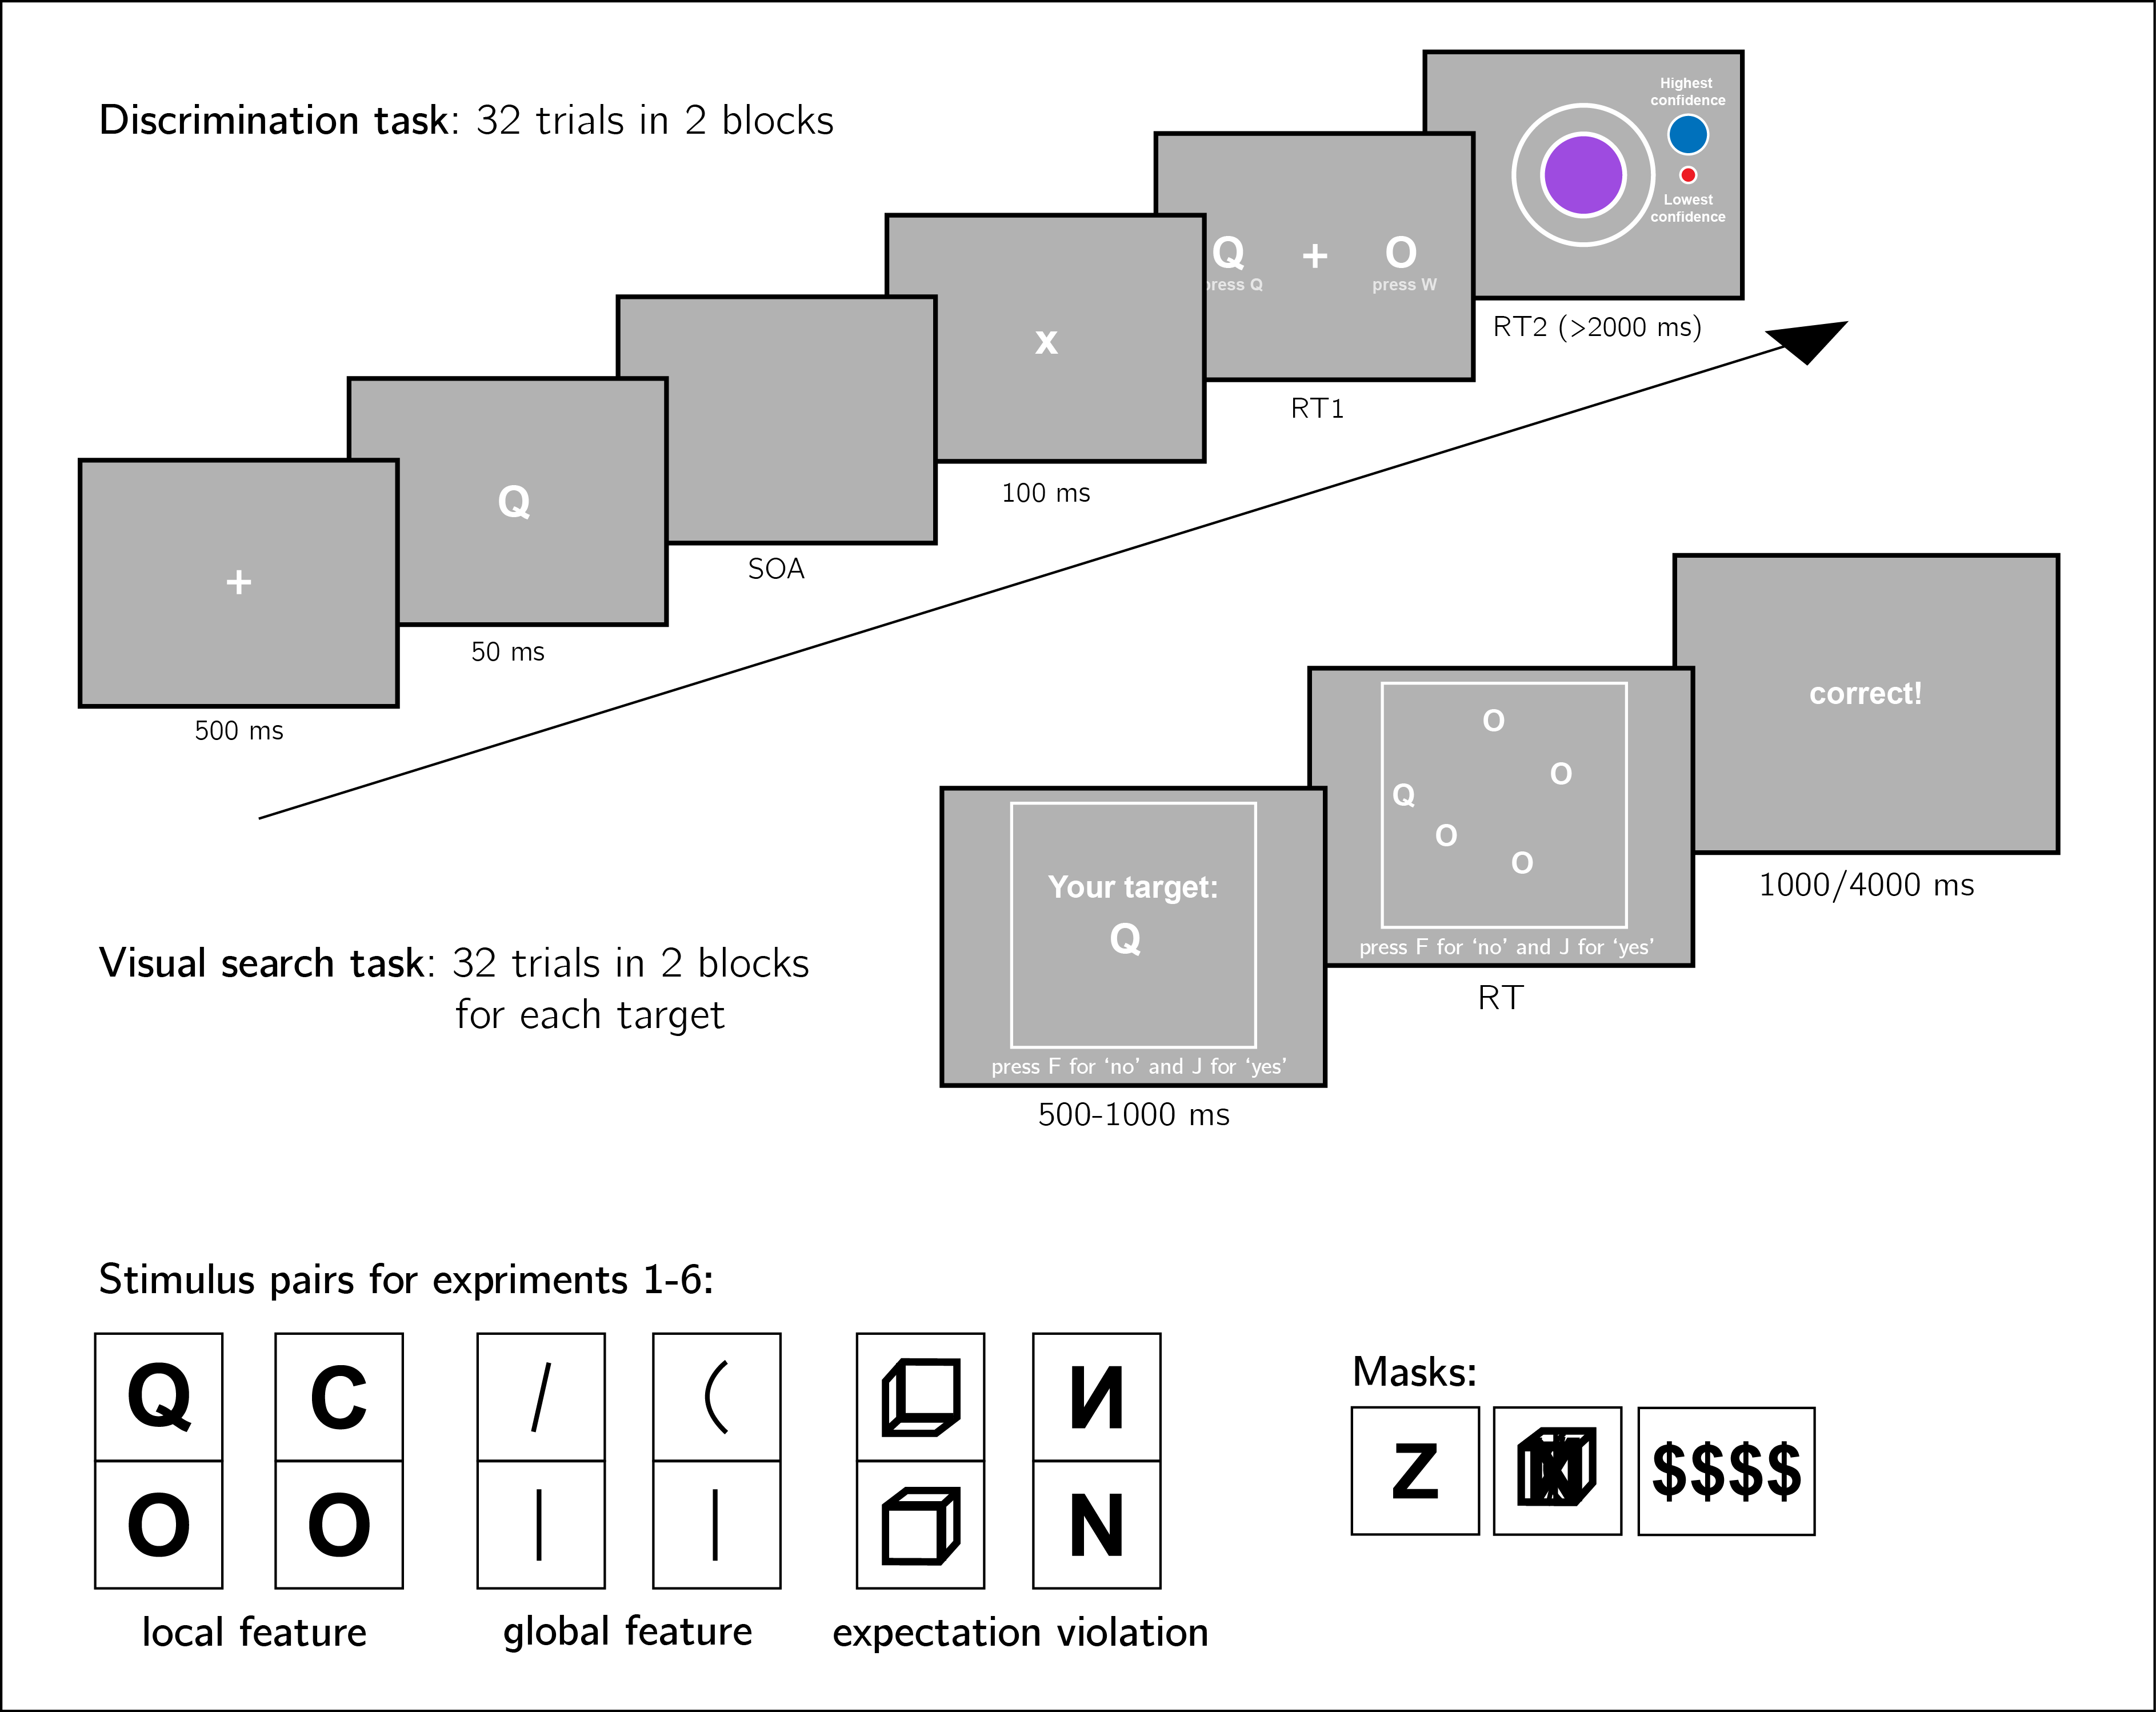 Discrimination task: 32 trials in 2 blocks
+
500 ms
Q
50 ms
SOA
x
100 ms
Q + O
press Q press W
RT1
Highest
confidence
Lowest
confidence
RT2 (>2000 ms)
Visual search task: 32 trials in 2 blocks
for each target
Your target:
Q
press F for ‘no’ and J for ‘yes’
500-1000 ms
O
O
Q
O
O
press F for ‘no’ and J for ‘yes’
RT
correct!
1000/4000 ms
Stimulus pairs for expriments 1-6:
Q C / ( И
O O | | N
local feature global feature expectation violation
Masks:
Z $$$$